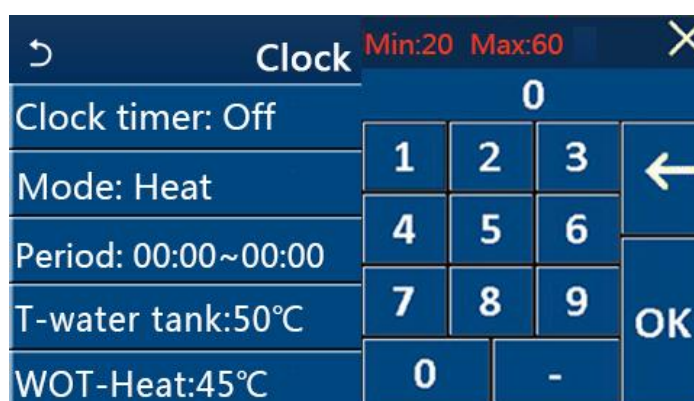 Clock
Clock timer: Off
Mode: Heat
Period: 00:00~00:00
T-water tank:50℃
WOT-Heat:45℃
Min:20 Max:60
0
1 2 3
4 5 6
7 8 9
OK
0 -